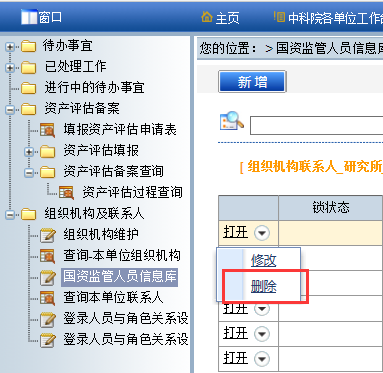 窗口
主页
中科院各单位工作
待办事宜
已处理工作
进行中的待办事宜
资产评估备案
填报资产评估申请表
资产评估填报
资产评估备案查询
资产评估过程查询
组织机构及联系人
组织机构维护
查询-本单位组织机构
国资监管人员信息库
查询本单位联系人
登录人员与角色关系设
登录人员与角色关系设
您的位置： >国资监管人员信息库
新增
[ 组织机构联系人_研究所
锁状态
打开
修改
删除
打开
打开
打开